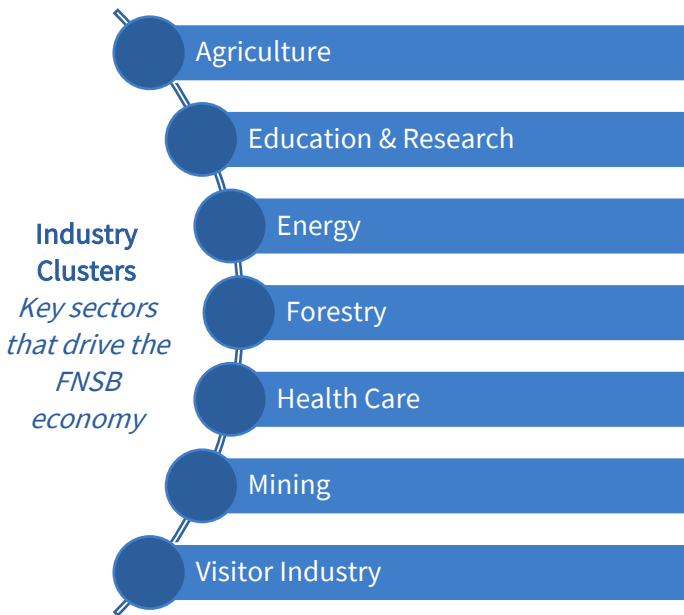 Agriculture
Education & Research
Energy
Forestry
Health Care
Mining
Visitor Industry
Industry
Clusters
Key sectors
that drive the
FNSB
economy